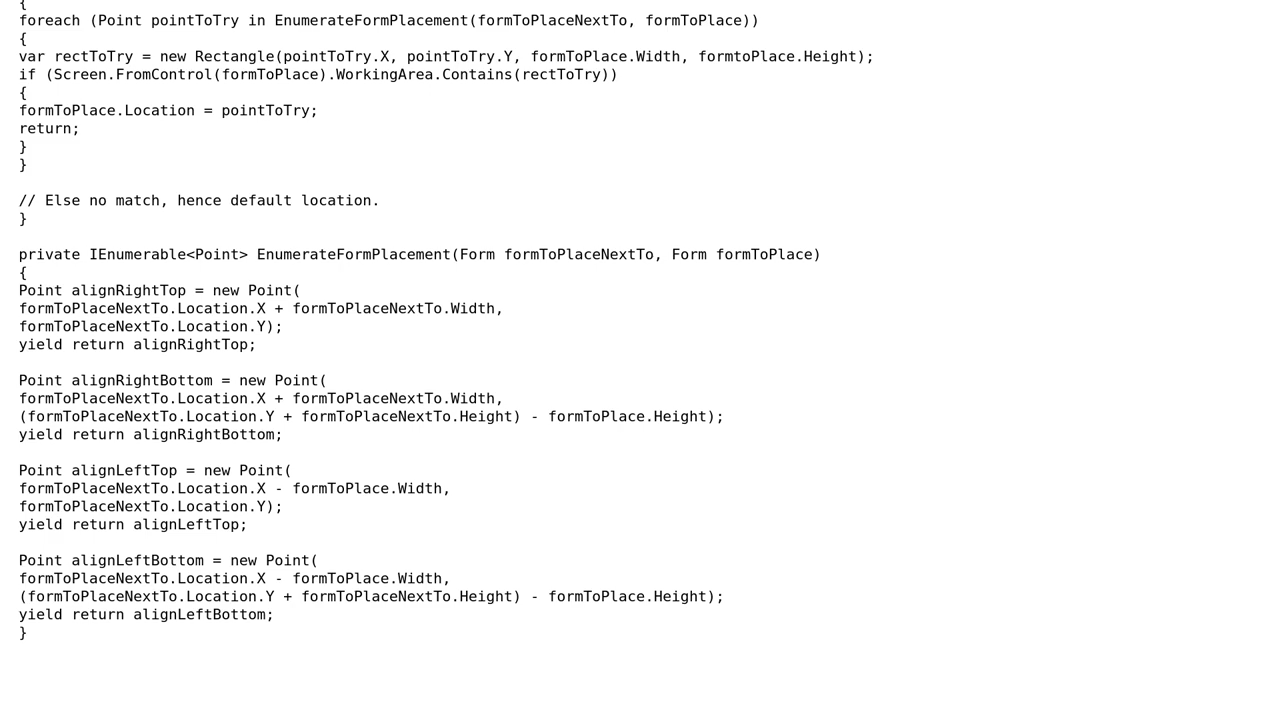 {
foreach (Point pointToTry in EnumerateFormPlacement(formToPlaceNextTo, formToPlace))
{
var rectToTry = new Rectangle(pointToTry.X, pointToTry.Y, formToPlace.Width, formtoPlace.Height);
if (Screen.FromControl(formToPlace).WorkingArea.Contains(rectToTry))
{
formToPlace.Location = pointToTry;
return;
}
}

// Else no match, hence default location.
}

private IEnumerable<Point> EnumerateFormPlacement(Form formToPlaceNextTo, Form formToPlace)
{
Point alignRightTop = new Point(
formToPlaceNextTo.Location.X + formToPlaceNextTo.Width,
formToPlaceNextTo.Location.Y);
yield return alignRightTop;

Point alignRightBottom = new Point(
formToPlaceNextTo.Location.X + formToPlaceNextTo.Width,
(formToPlaceNextTo.Location.Y + formToPlaceNextTo.Height) - formToPlace.Height);
yield return alignRightBottom;

Point alignLeftTop = new Point(
formToPlaceNextTo.Location.X - formToPlace.Width,
formToPlaceNextTo.Location.Y);
yield return alignLeftTop;

Point alignLeftBottom = new Point(
formToPlaceNextTo.Location.X - formToPlace.Width,
(formToPlaceNextTo.Location.Y + formToPlaceNextTo.Height) - formToPlace.Height);
yield return alignLeftBottom;
}